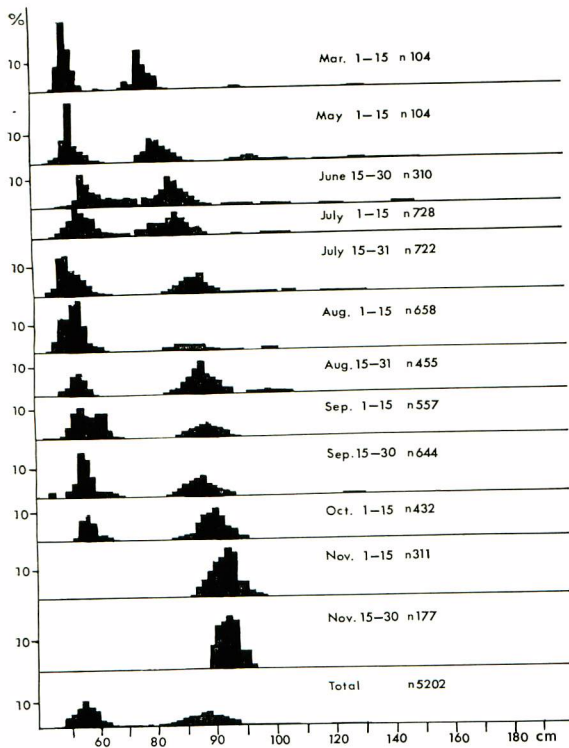 %
10 Mar. 1–15 n 104
10 May 1–15 n 104
10 June 15–30 n 310
July 1–15 n 728
10 July 15–31 n 722
10 Aug. 1–15 n 658
10 Aug. 15–31 n 455
10 Sep. 1–15 n 557
10 Sep. 15–30 n 644
10 Oct. 1–15 n 432
10 Nov. 1–15 n 311
10 Nov. 15–30 n 177
10 Total n 5202
60 80 90 100 120 140 160 180 cm